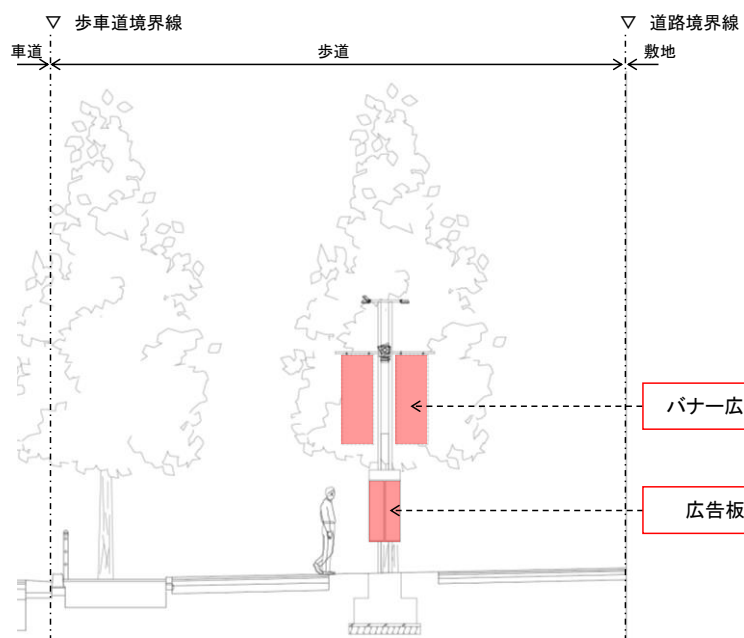 ▽ 歩車道境界線
▽ 道路境界線
車道
歩道
敷地
バナー広
広告板